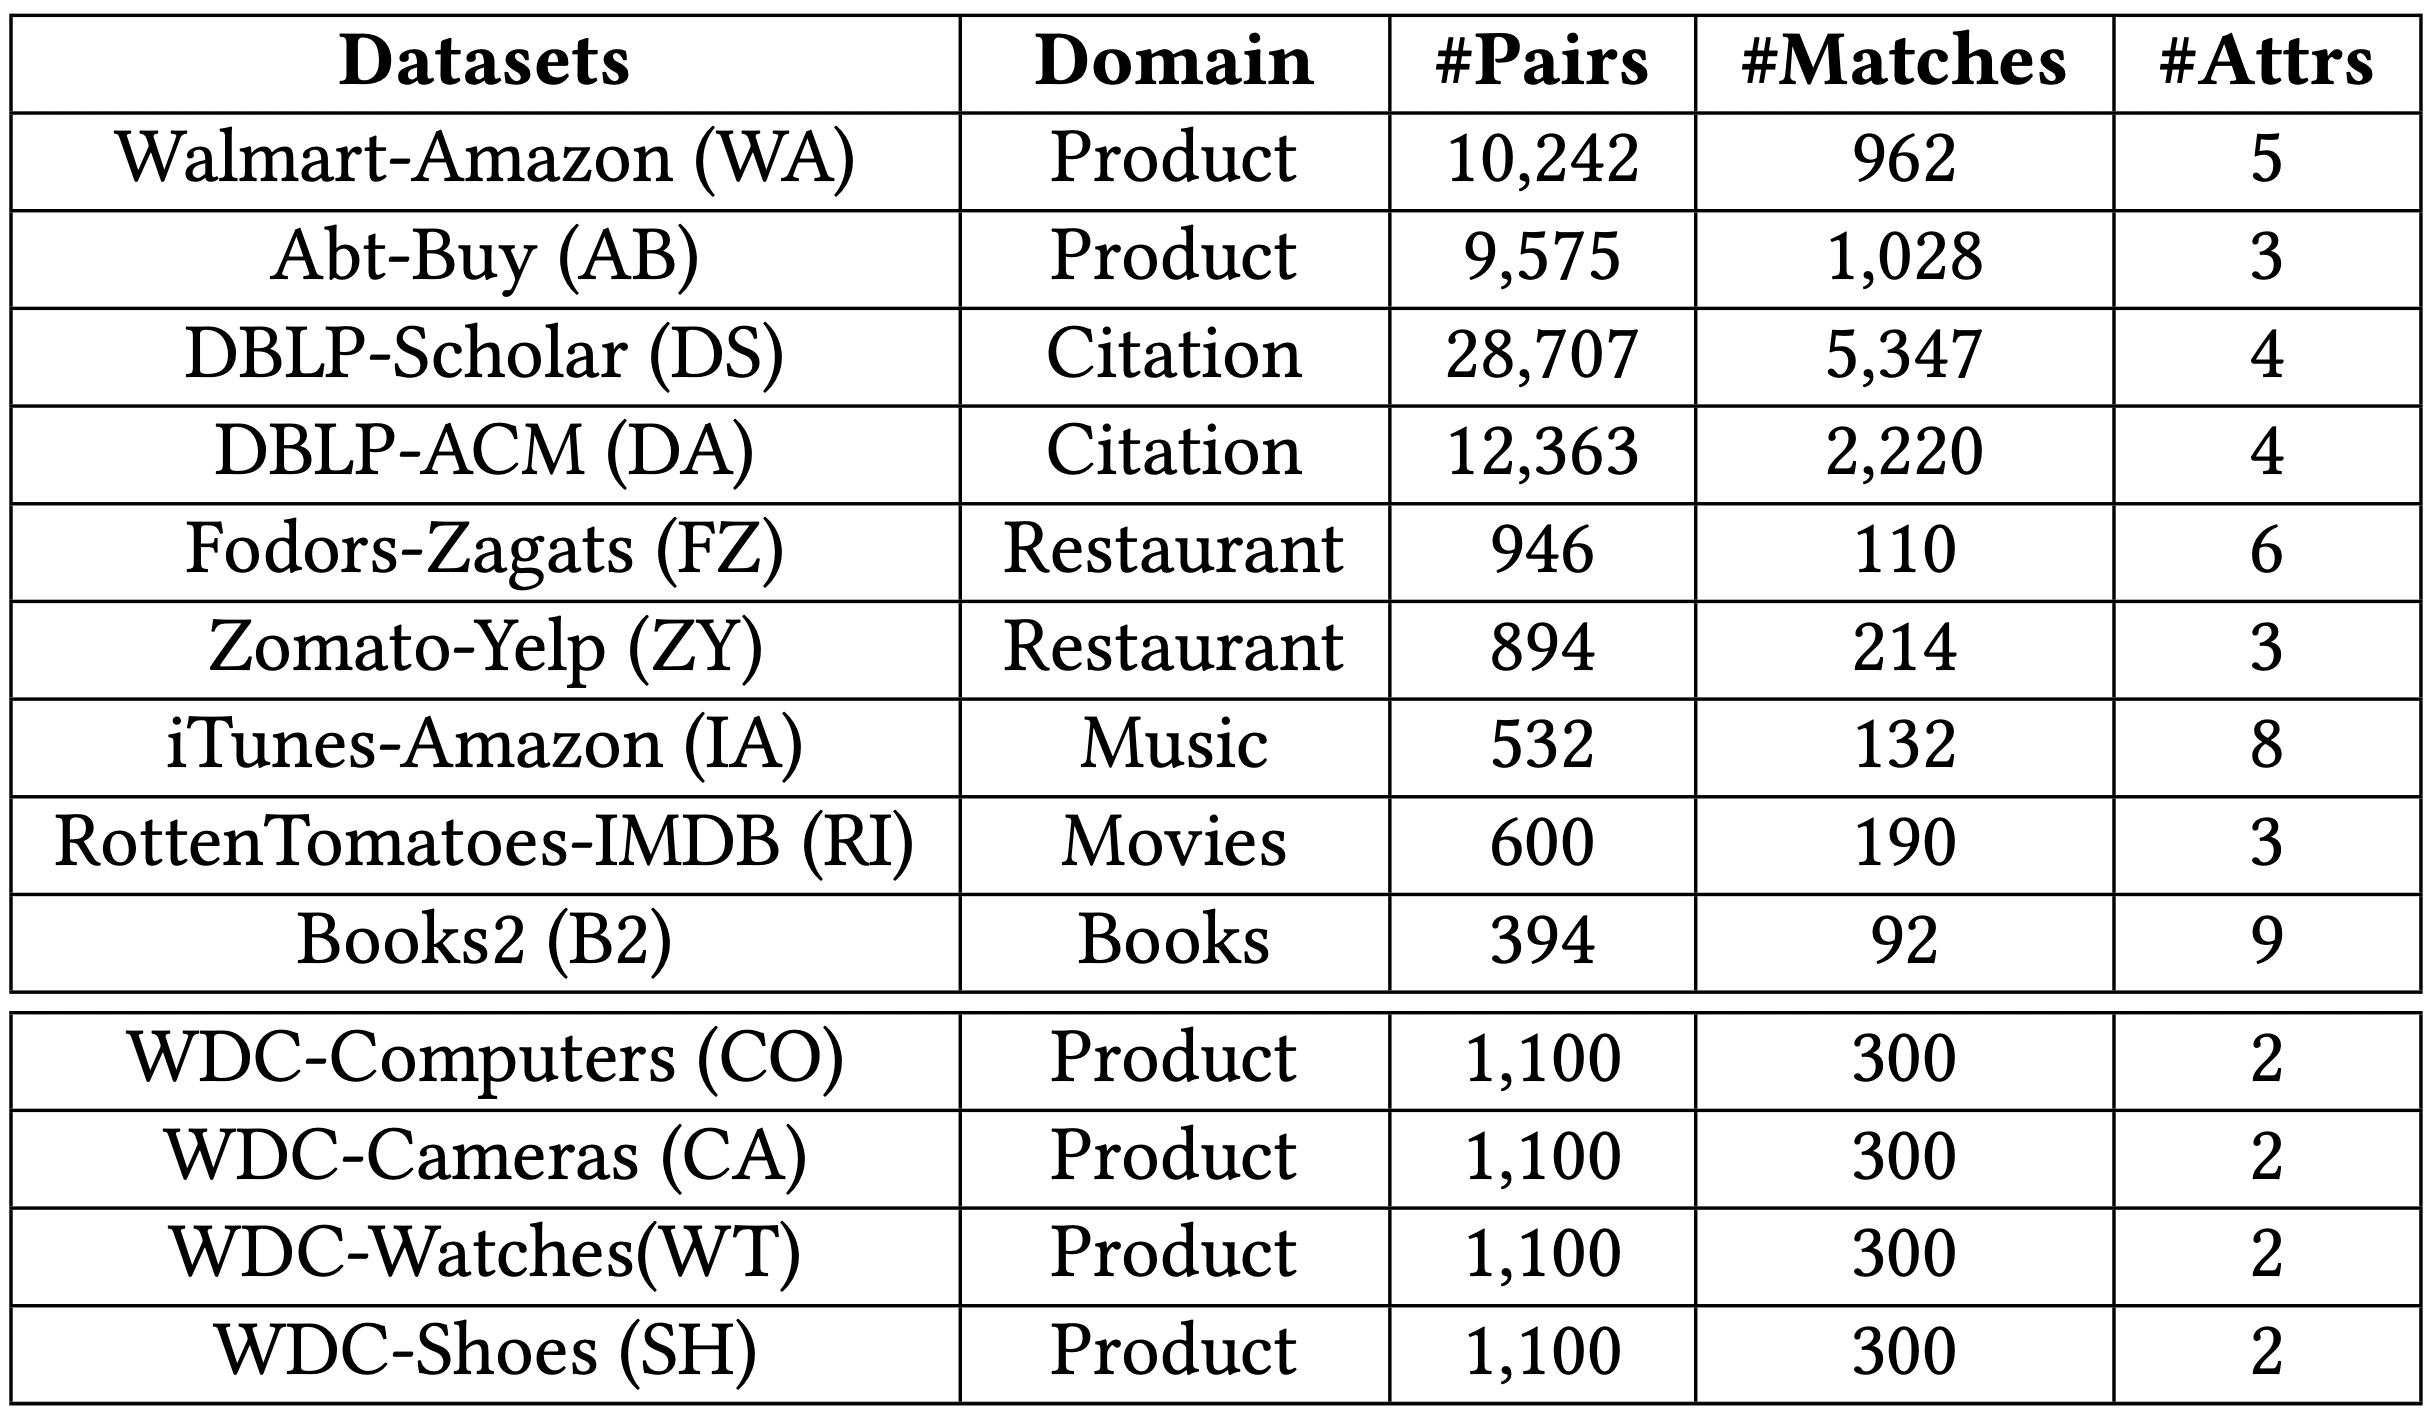 Datasets Domain #Pairs #Matches #Attrs
Walmart-Amazon (WA) Product 10,242 962 5
Abt-Buy (AB) Product 9,575 1,028 3
DBLP-Scholar (DS) Citation 28,707 5,347 4
DBLP-ACM (DA) Citation 12,363 2,220 4
Fodors-Zagats (FZ) Restaurant 946 110 6
Zomato-Yelp (ZY) Restaurant 894 214 3
iTunes-Amazon (IA) Music 532 132 8
RottenTomatoes-IMDB (RI) Movies 600 190 3
Books2 (B2) Books 394 92 9
WDC-Computers (CO) Product 1,100 300 2
WDC-Cameras (CA) Product 1,100 300 2
WDC-Watches(WT) Product 1,100 300 2
WDC-Shoes (SH) Product 1,100 300 2